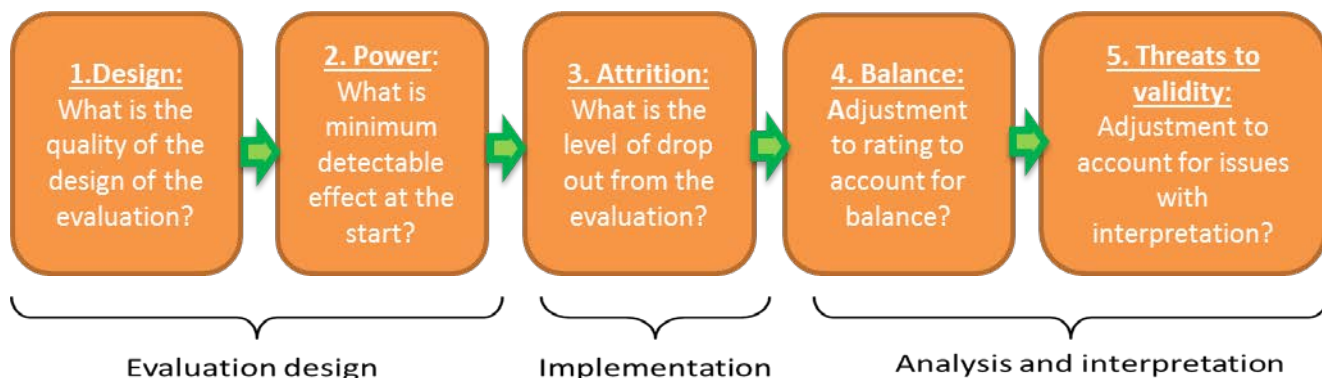 1.Design:
What is the
quality of the
design of the
evaluation?
2. Power:
What is
minimum
detectable
effect at the
start?
3. Attrition:
What is the
level of drop
out from the
evaluation?
4. Balance:
Adjustment
to rating to
account for
balance?
5. Threats to
validity:
Adjustment to
account for issues
with
interpretation?
Evaluation design
Implementation
Analysis and interpretation